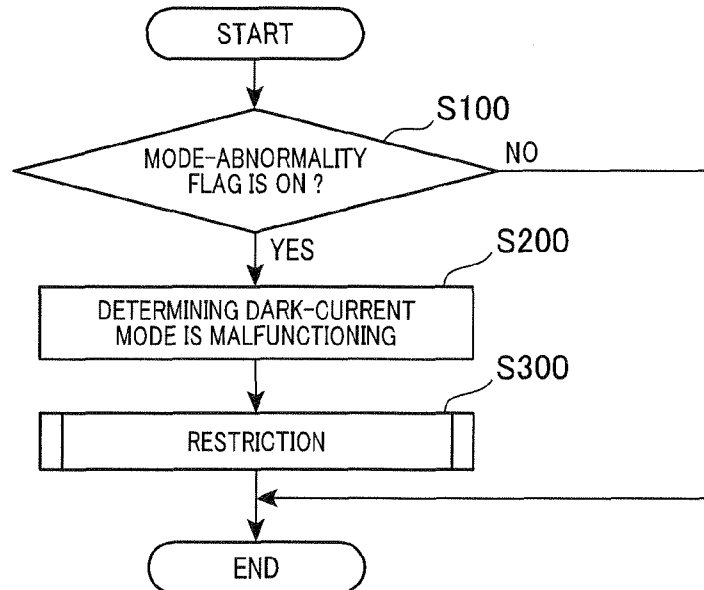 START
S100
MODE-ABNORMALITY
FLAG IS ON ?
NO
YES
S200
DETERMINING DARK-CURRENT
MODE IS MALFUNCTIONING
S300
RESTRICTION
END